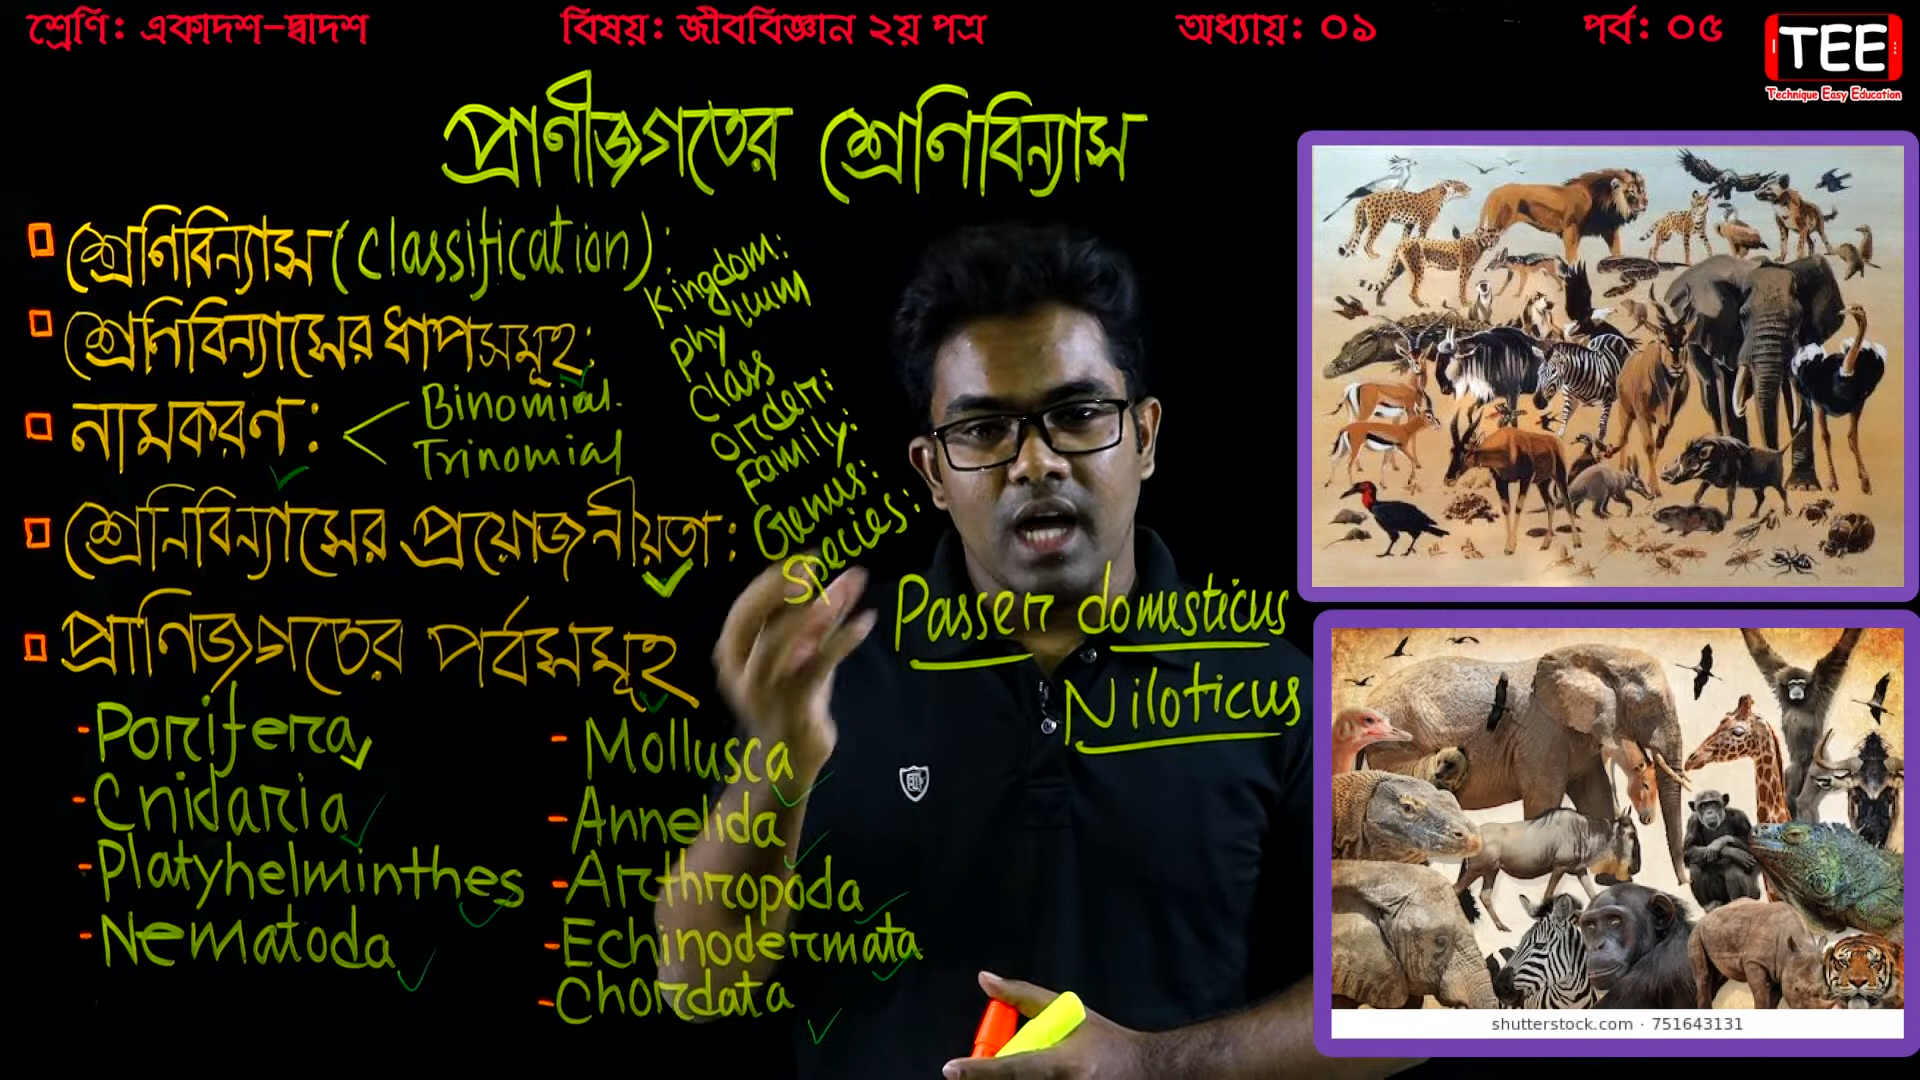 শ্রেণি: একাদশ-দ্বাদশ
বিষয়: জীববিজ্ঞান ২য় পত্র
অধ্যায়: ০১
পর্ব: ০৫
TEE
Technique Easy Education
প্রাণীজগতের শ্রেণিবিন্যাস
শ্রেণিবিন্যাস (classification):
শ্রেণিবিন্যাসের ধাপসমূহ:
নামকরণ:
Binomial.
Trinomial
শ্রেনিবিন্যাসের প্রয়োজনীয়তা:
প্রাণিজগতের পর্বসমূহ
-Porifera,
-Cnidaria
-Platyhelminthes
-Nematoda
-Mollusca
-Annelida
-Arthropoda
-Echinodermata
-Chordata
Kingdom:
phylum
Class
order:
Family:
Genus:
species:
Passer domesticus
Niloticus
shutterstock.com · 751643131